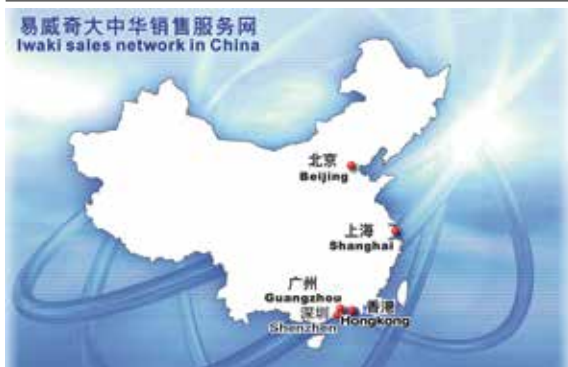 易威奇大中华销售服务网
Iwaki sales network in China
北京
Beijing
上海
Shanghai
广州
Guangzhou
深圳
Shenzhen
香港
Hongkong